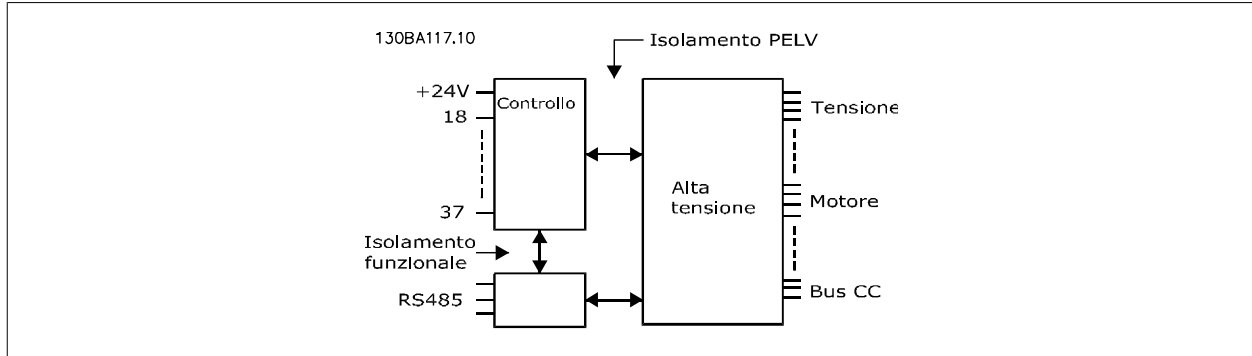 130BA117.10
Isolamento PELV
+24V
Controllo
18
37
Tensione
Alta
tensione
Motore
Isolamento
funzionale
RS485
Bus CC